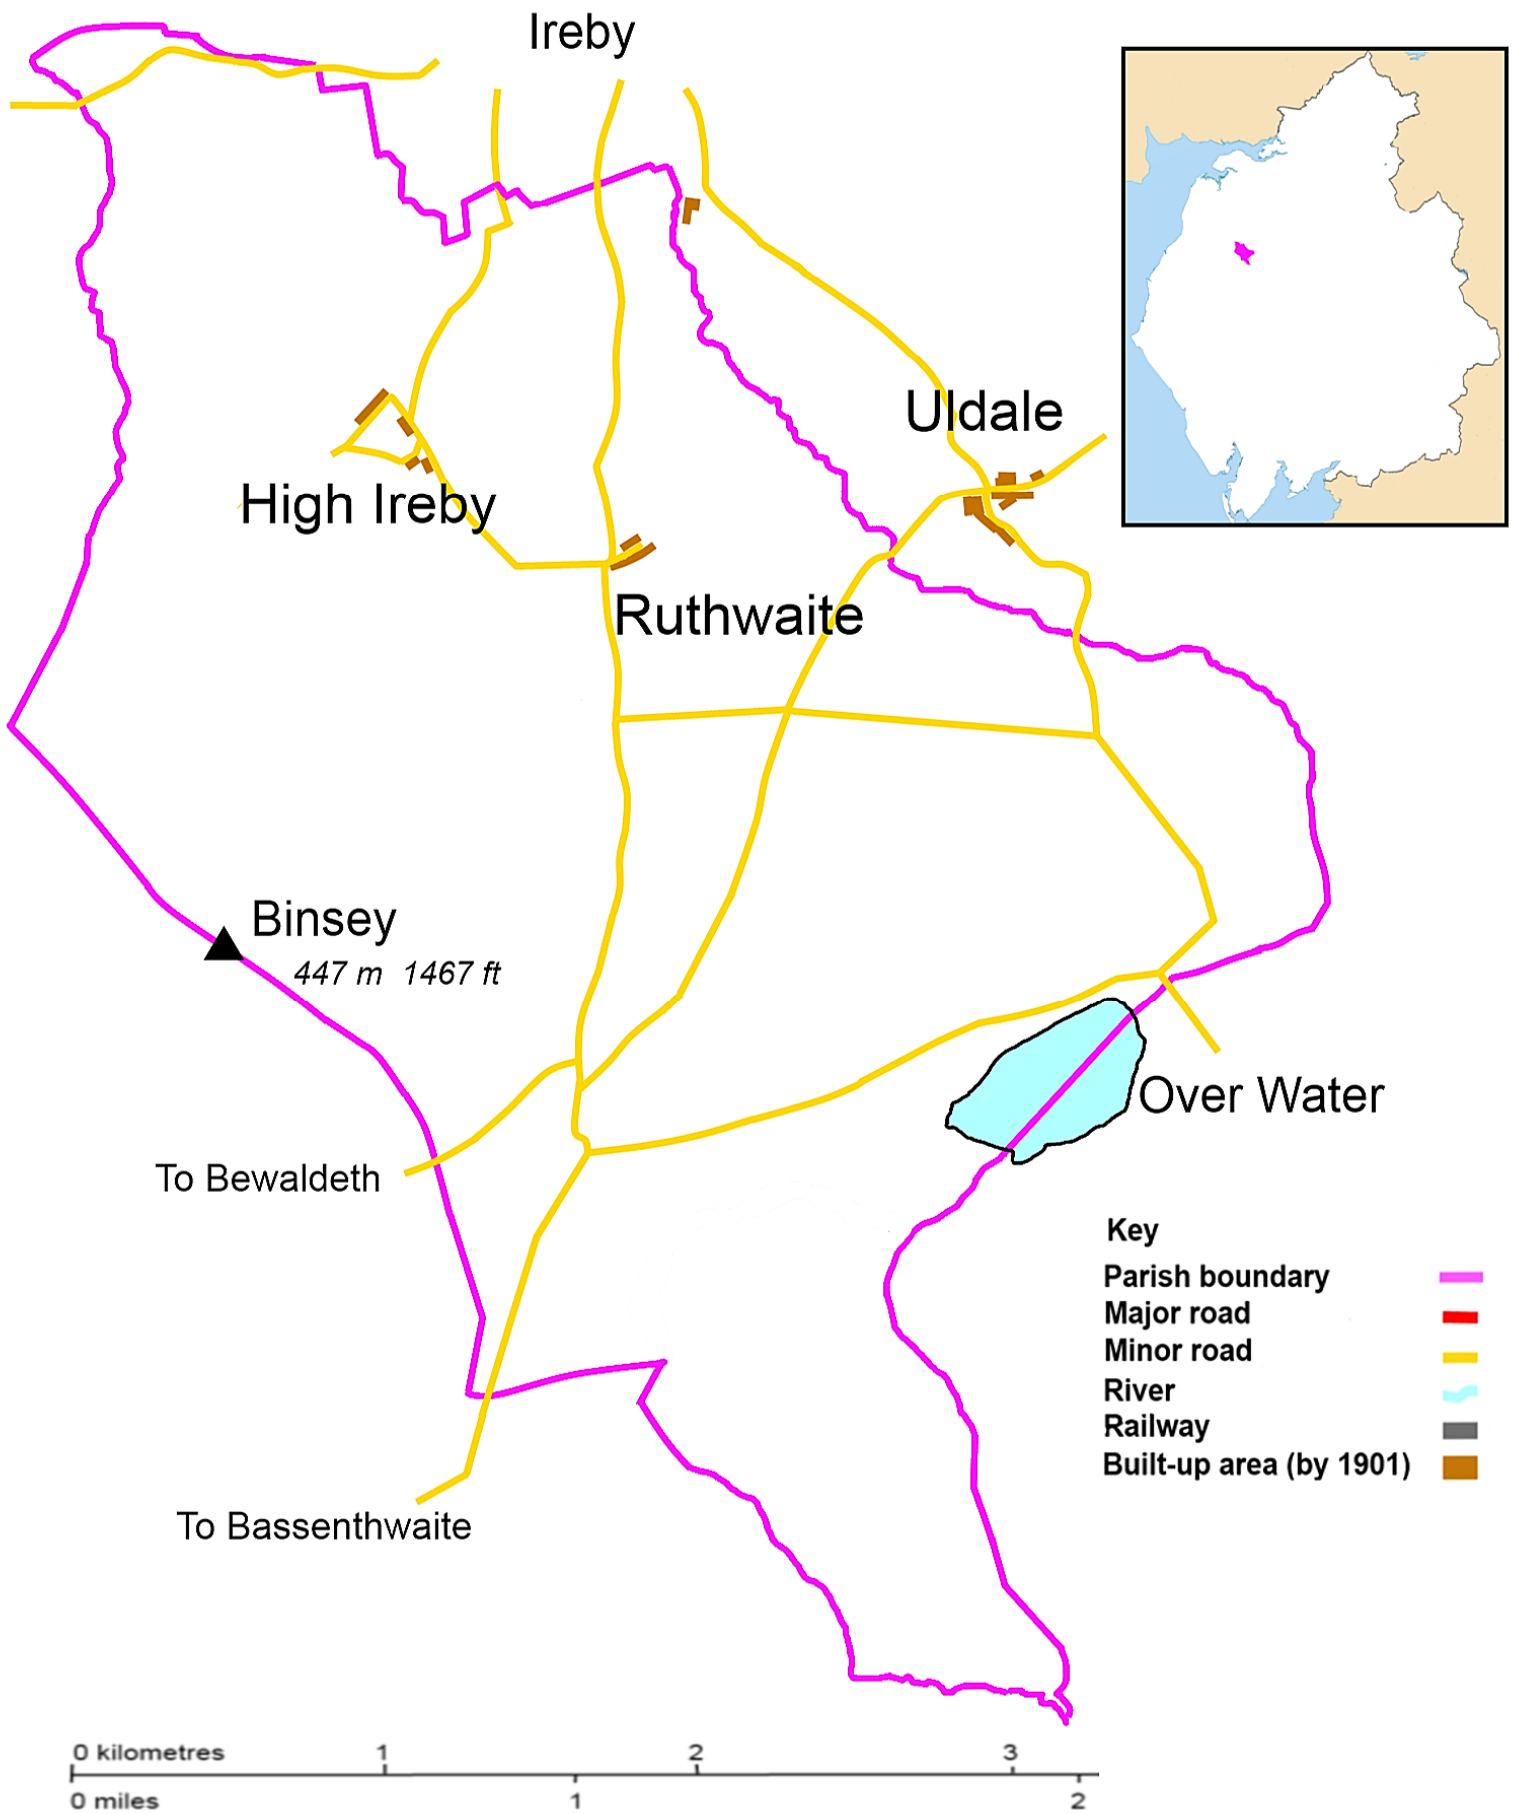 Ireby
Uldale
High Ireby
Ruthwaite
Binsey
447 m 1467 ft
Over Water
To Bewaldeth
Key
Parish boundary
Major road
Minor road
River
Railway
Built-up area (by 1901)
To Bassenthwaite
0 kilometres 1 2 3
0 miles 1 2